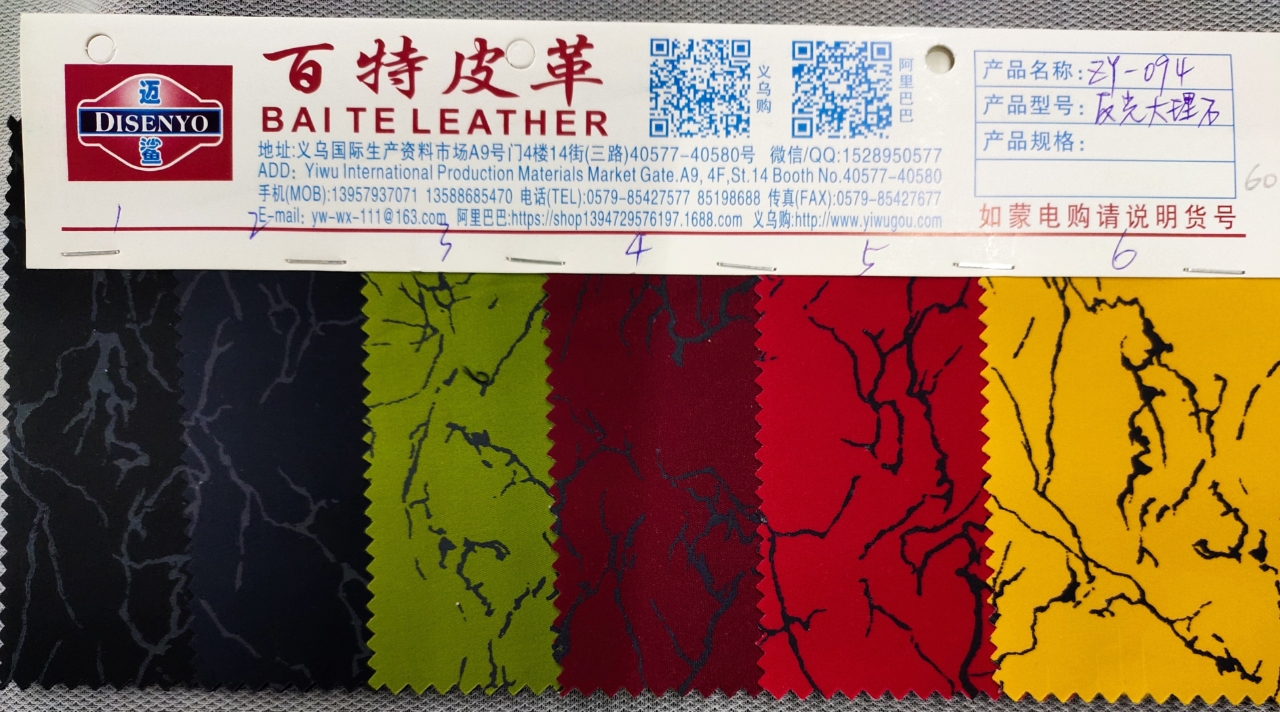 迈
DISENYO
鲨
百特皮革
BAITE LEATHER
义乌购
阿里巴巴
地址:义乌国际生产资料市场A9号门4楼14街(三路)40577-40580号 微信/QQ:1528950577
ADD: Yiwu International Production Materials Market Gate.A9, 4F,St.14 Booth No.40577-40580
手机(MOB):13957937071 13588685470 电话(TEL):0579-85427577 85198688 传真(FAX):0579-85427677
E-mail: yw-wx-111@163.com 阿里巴巴:https://shop1394729576197.1688.com 义乌购:http://www.yiwugou.com
产品名称:ZY-094
产品型号:反光大理石
产品规格:
60
如蒙电购请说明货号
1 2 3 4 5 6